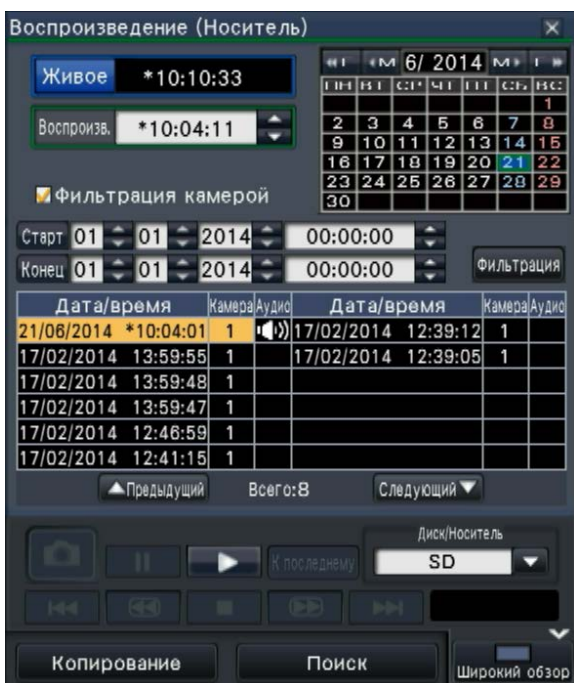 Воспроизведение (Носитель)
Живое *10:10:33
Воспроизв. *10:04:11
М 6/ 2014 М
ПН ВТ СР ЧТ ПТ СБ ВС
1
2 3 4 5 6 7 8
9 10 11 12 13 14 15
16 17 18 19 20 21 22
23 24 25 26 27 28 29
30
Фильтрация камерой
Старт 01 01 2014 00:00:00
Конец 01 01 2014 00:00:00 Фильтрация
Дата/время Камера Аудио Дата/время Камера Аудио
21/06/2014 *10:04:01 1 17/02/2014 12:39:12 1
17/02/2014 13:59:55 1 17/02/2014 12:39:05 1
17/02/2014 13:59:48 1
17/02/2014 13:59:47 1
17/02/2014 12:46:59 1
17/02/2014 12:41:15 1
Предыдущий Всего:8 Следующий
Диск/Носитель
К последнему SD
Копирование Поиск Широкий обзор